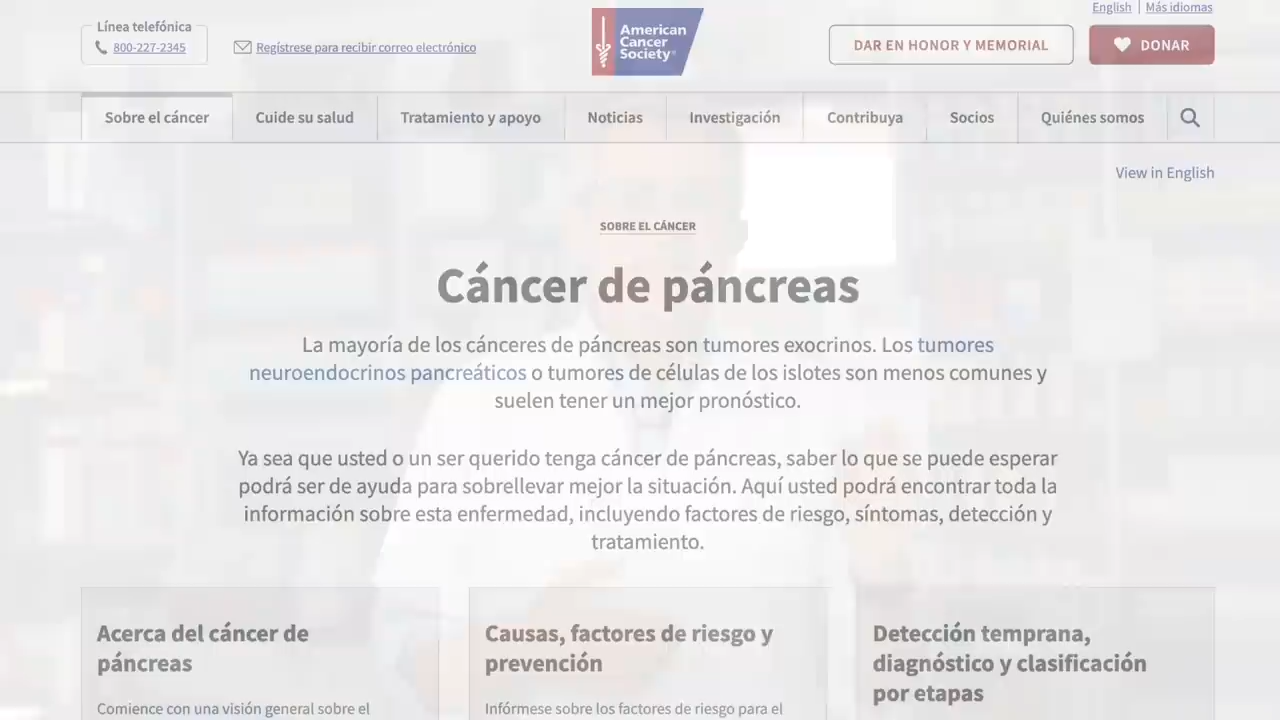 English | Más idiomas
Línea telefónica
800-227-2345
Regístrese para recibir correo electrónico
American
Cancer
Society®
DAR EN HONOR Y MEMORIAL
DONAR
Sobre el cáncer
Cuide su salud
Tratamiento y apoyo
Noticias
Investigación
Contribuya
Socios
Quiénes somos
View in English
SOBRE EL CÁNCER
Cáncer de páncreas
La mayoría de los cánceres de páncreas son tumores exocrinos. Los tumores
neuroendocrinos pancreáticos o tumores de células de los islotes son menos comunes y
suelen tener un mejor pronóstico.
Ya sea que usted o un ser querido tenga cáncer de páncreas, saber lo que se puede esperar
podrá ser de ayuda para sobrellevar mejor la situación. Aquí usted podrá encontrar toda la
información sobre esta enfermedad, incluyendo factores de riesgo, síntomas, detección y
tratamiento.
Acerca del cáncer de
páncreas
Comience con una visión general sobre el
Causas, factores de riesgo y
prevención
Infórmese sobre los factores de riesgo para el
Detección temprana,
diagnóstico y clasificación
por etapas